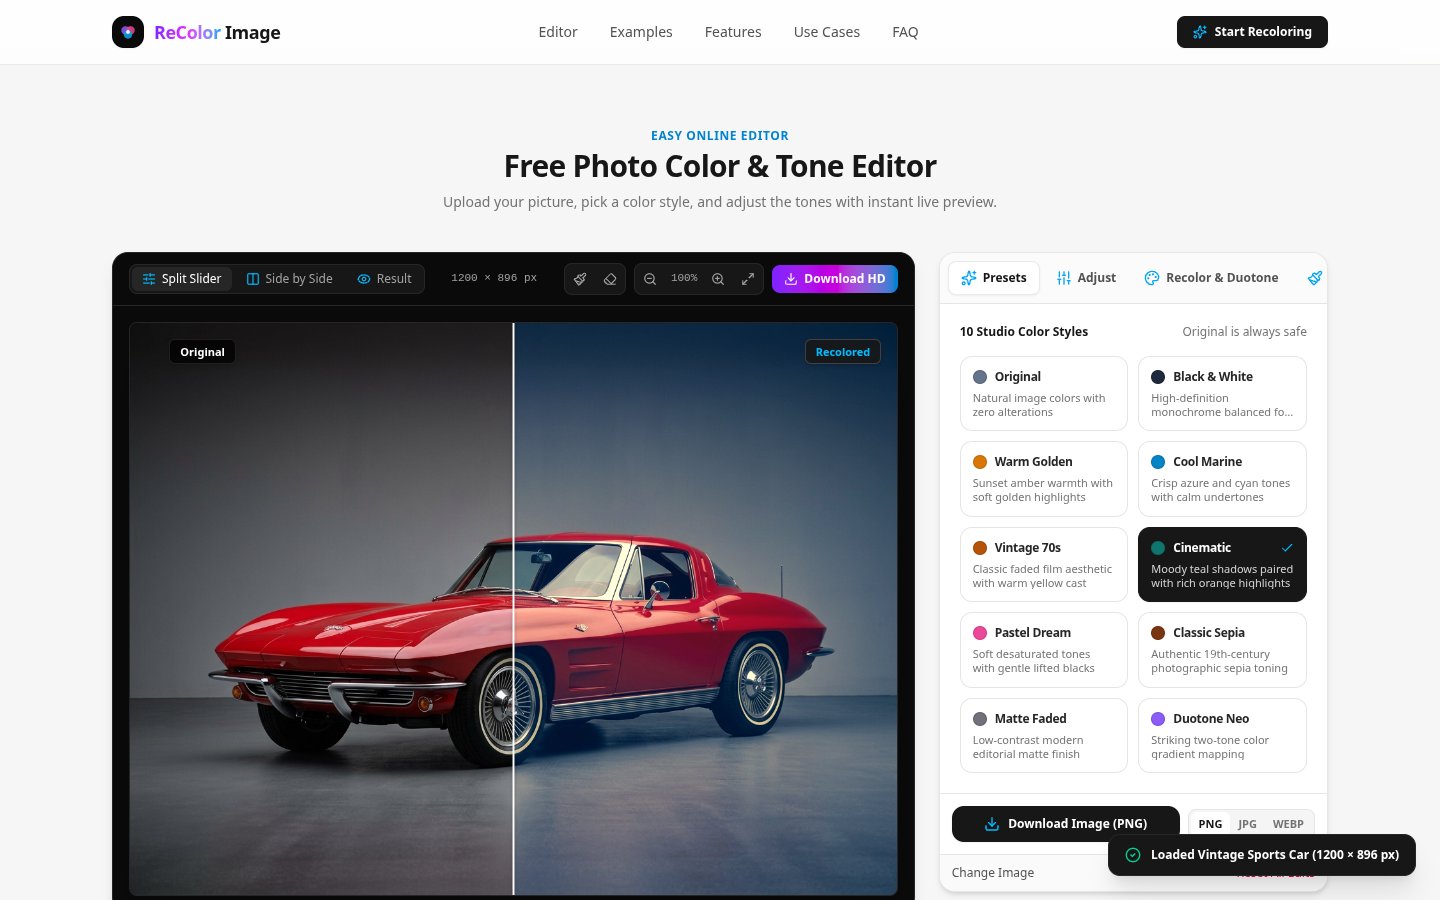 ReColor Image
Editor
Examples
Features
Use Cases
FAQ
Start Recoloring
EASY ONLINE EDITOR
Free Photo Color & Tone Editor
Upload your picture, pick a color style, and adjust the tones with instant live preview.
Split Slider
Side by Side
Result
1200 × 896 px
100%
Download HD
Original
Recolored
Presets
Adjust
Recolor & Duotone
10 Studio Color Styles
Original is always safe
Original
Natural image colors with
zero alterations
Black & White
High-definition
monochrome balanced fo...
Warm Golden
Sunset amber warmth with
soft golden highlights
Cool Marine
Crisp azure and cyan tones
with calm undertones
Vintage 70s
Classic faded film aesthetic
with warm yellow cast
Cinematic
Moody teal shadows paired
with rich orange highlights
Pastel Dream
Soft desaturated tones
with gentle lifted blacks
Classic Sepia
Authentic 19th-century
photographic sepia toning
Matte Faded
Low-contrast modern
editorial matte finish
Duotone Neo
Striking two-tone color
gradient mapping
Download Image (PNG)
PNG
JPG
WEBP
Loaded Vintage Sports Car (1200 × 896 px)
Change Image